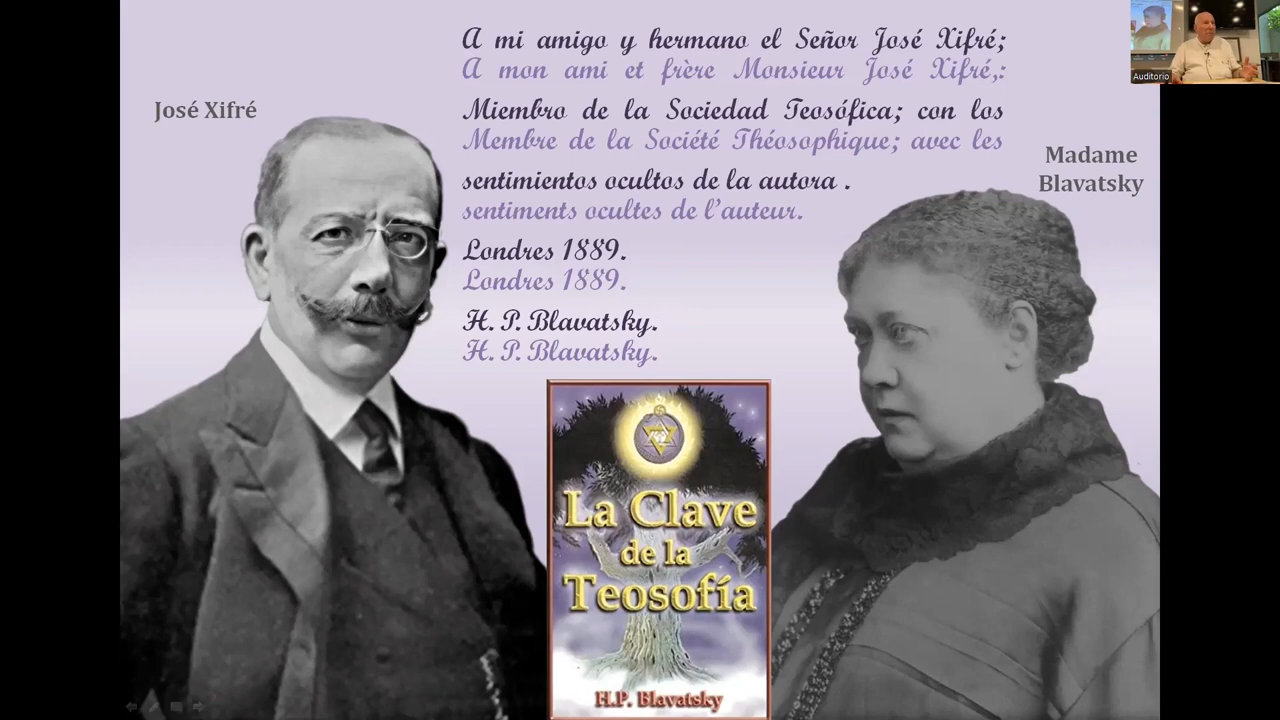 A mi amigo y hermano el Señor José Xifré;
A mon ami et frère Monsieur José Xifré,:
Miembro de la Sociedad Teosófica; con los
Membre de la Société Théosophique; avec les
sentimientos ocultos de la autora .
sentiments ocultes de l'auteur.
Londres 1889.
Londres 1889.
H. P. Blavatsky.
H. P. Blavatsky.
José Xifré
Madame
Blavatsky
La Clave
de la
Teosofía
H.P. Blavatsky
Auditorio